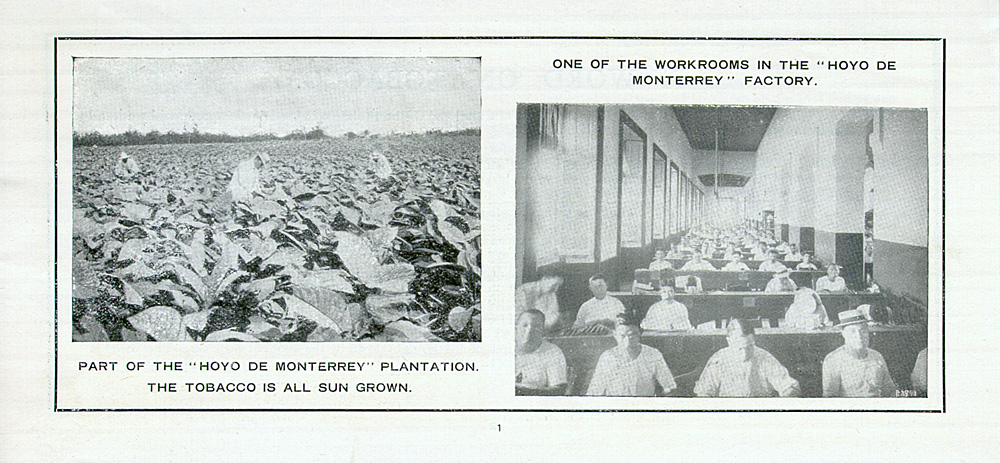 PART OF THE "HOYO DE MONTERREY" PLANTATION.
THE TOBACCO IS ALL SUN GROWN.
ONE OF THE WORKROOMS IN THE "HOYO DE
MONTERREY" FACTORY.
1